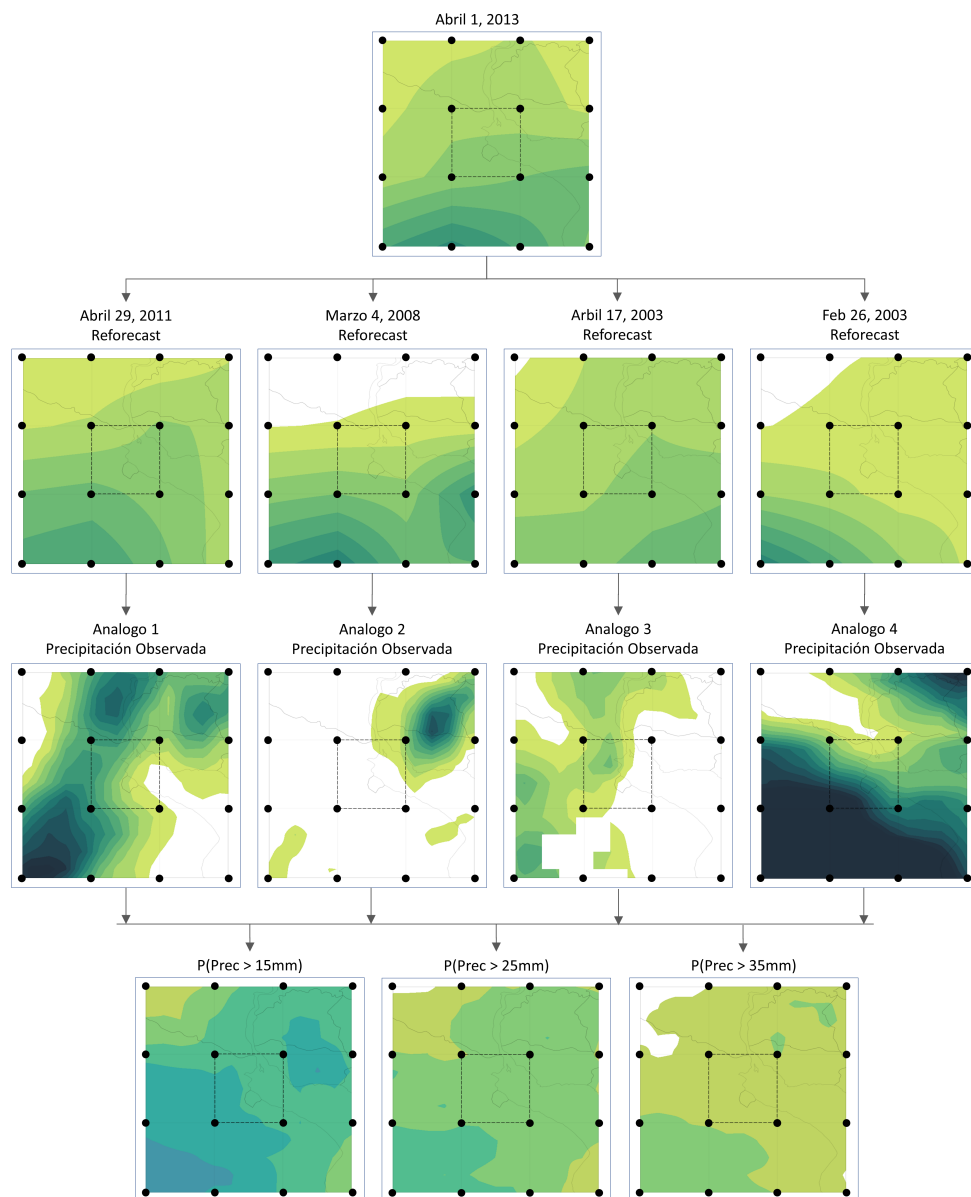 Abril 1, 2013
Abril 29, 2011
Reforecast
Marzo 4, 2008
Reforecast
Arbil 17, 2003
Reforecast
Feb 26, 2003
Reforecast
Analogo 1
Precipitación Observada
Analogo 2
Precipitación Observada
Analogo 3
Precipitación Observada
Analogo 4
Precipitación Observada
P(Prec > 15mm)
P(Prec > 25mm)
P(Prec > 35mm)